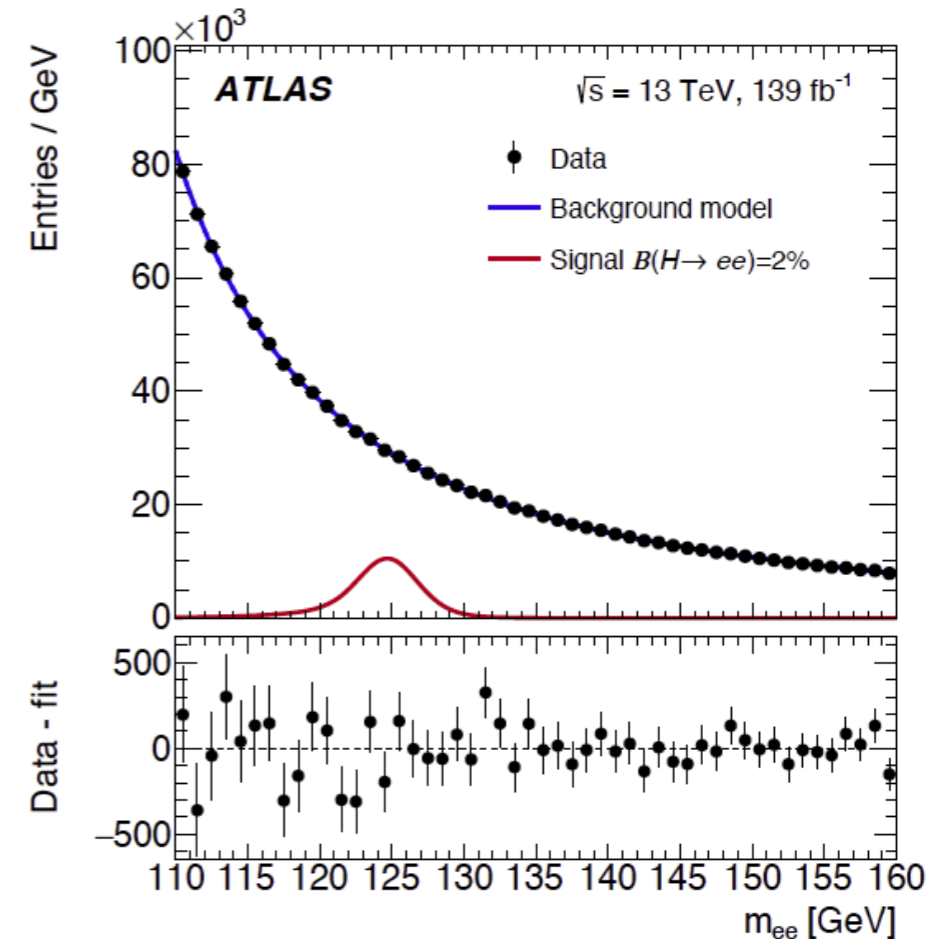 ×10³
Entries / GeV
100
80
60
40
20
0
ATLAS
√s = 13 TeV, 139 fb⁻¹
Data
Background model
Signal B(H→ ee)=2%
Data - fit
500
0
−500
110 115 120 125 130 135 140 145 150 155 160
mₑₑ [GeV]